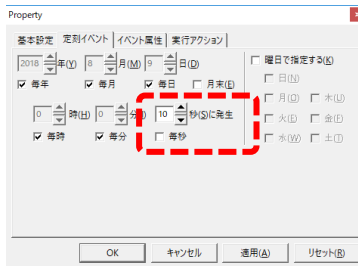 Property
基本設定 定刻イベント イベント属性 実行アクション
2018 年(Y) 8 月(M) 9 日(D) 曜日で指定する(K)
毎年 毎月 毎日 月末(E) 日(N)
月(O) 木(U)
0 時(H) 0 分(I) 10 秒(S)に発生 火(F) 金(F)
毎時 毎分 毎秒 水(W) 土(T)
OK キャンセル 適用(A) リセット(R)